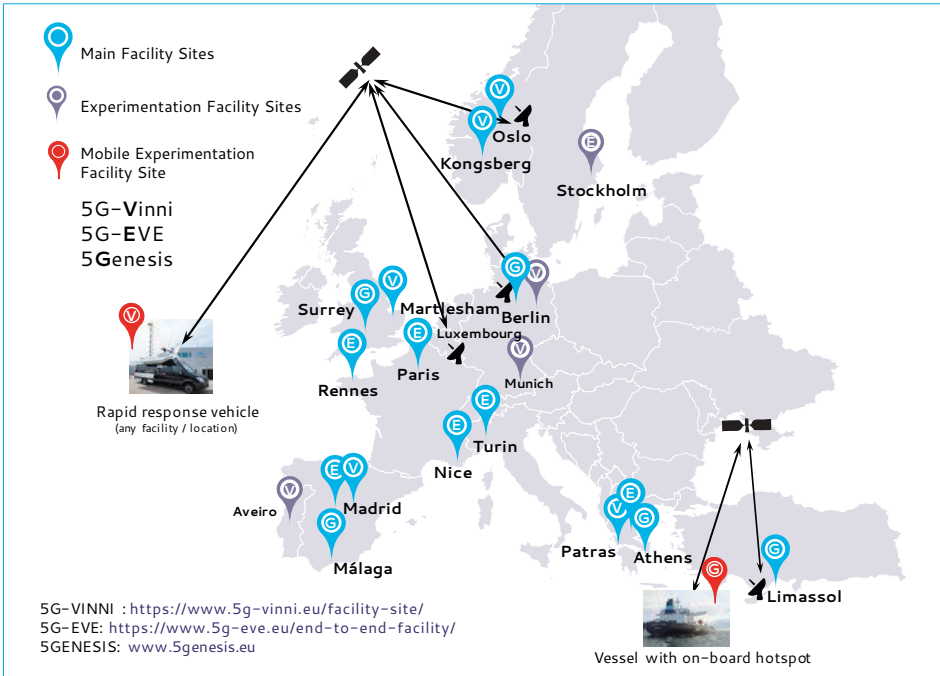 Main Facility Sites
Experimentation Facility Sites
Mobile Experimentation
Facility Site
5G-Vinni
5G-EVE
5Genesis
V
V
Oslo
Kongsberg
E
Stockholm
G
V
Berlin
V
Martlesham
G
Surrey
Luxembourg
E
Paris
E
Rennes
V
Munich
V
Rapid response vehicle
(any facility / location)
E
Turin
E
Nice
E
V
Madrid
V
Aveiro
G
Málaga
E
V
G
Patras
Athens
G
G
Limassol
Vessel with on-board hotspot
5G-VINNI : https://www.5g-vinni.eu/facility-site/
5G-EVE: https://www.5g-eve.eu/end-to-end-facility/
5GENESIS: www.5genesis.eu